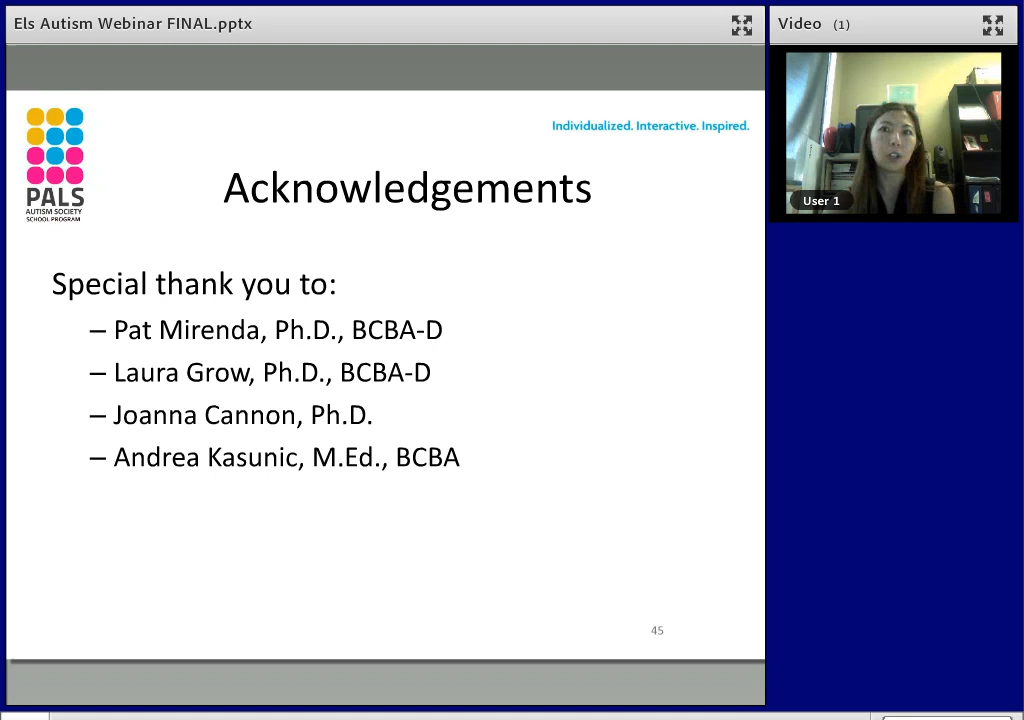 Els Autism Webinar FINAL.pptx
Video (1)
User 1
PALS
AUTISM SOCIETY
SCHOOL PROGRAM
Individualized. Interactive. Inspired.
Acknowledgements
Special thank you to:
– Pat Mirenda, Ph.D., BCBA-D
– Laura Grow, Ph.D., BCBA-D
– Joanna Cannon, Ph.D.
– Andrea Kasunic, M.Ed., BCBA
45